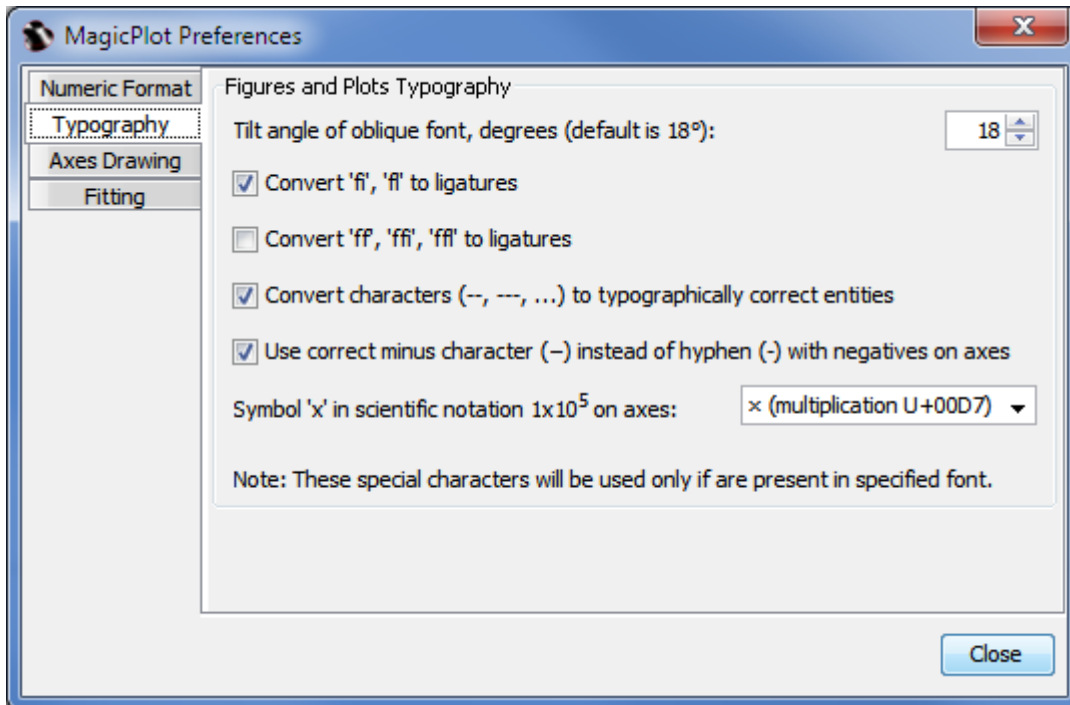 MagicPlot Preferences
Numeric Format
Typography
Axes Drawing
Fitting
Figures and Plots Typography
Tilt angle of oblique font, degrees (default is 18°):
18
Convert 'fi', 'fl' to ligatures
Convert 'ff', 'ffi', 'ffl' to ligatures
Convert characters (--, ---, ...) to typographically correct entities
Use correct minus character (−) instead of hyphen (-) with negatives on axes
Symbol 'x' in scientific notation 1x10⁵ on axes:
× (multiplication U+00D7)
Note: These special characters will be used only if are present in specified font.
Close